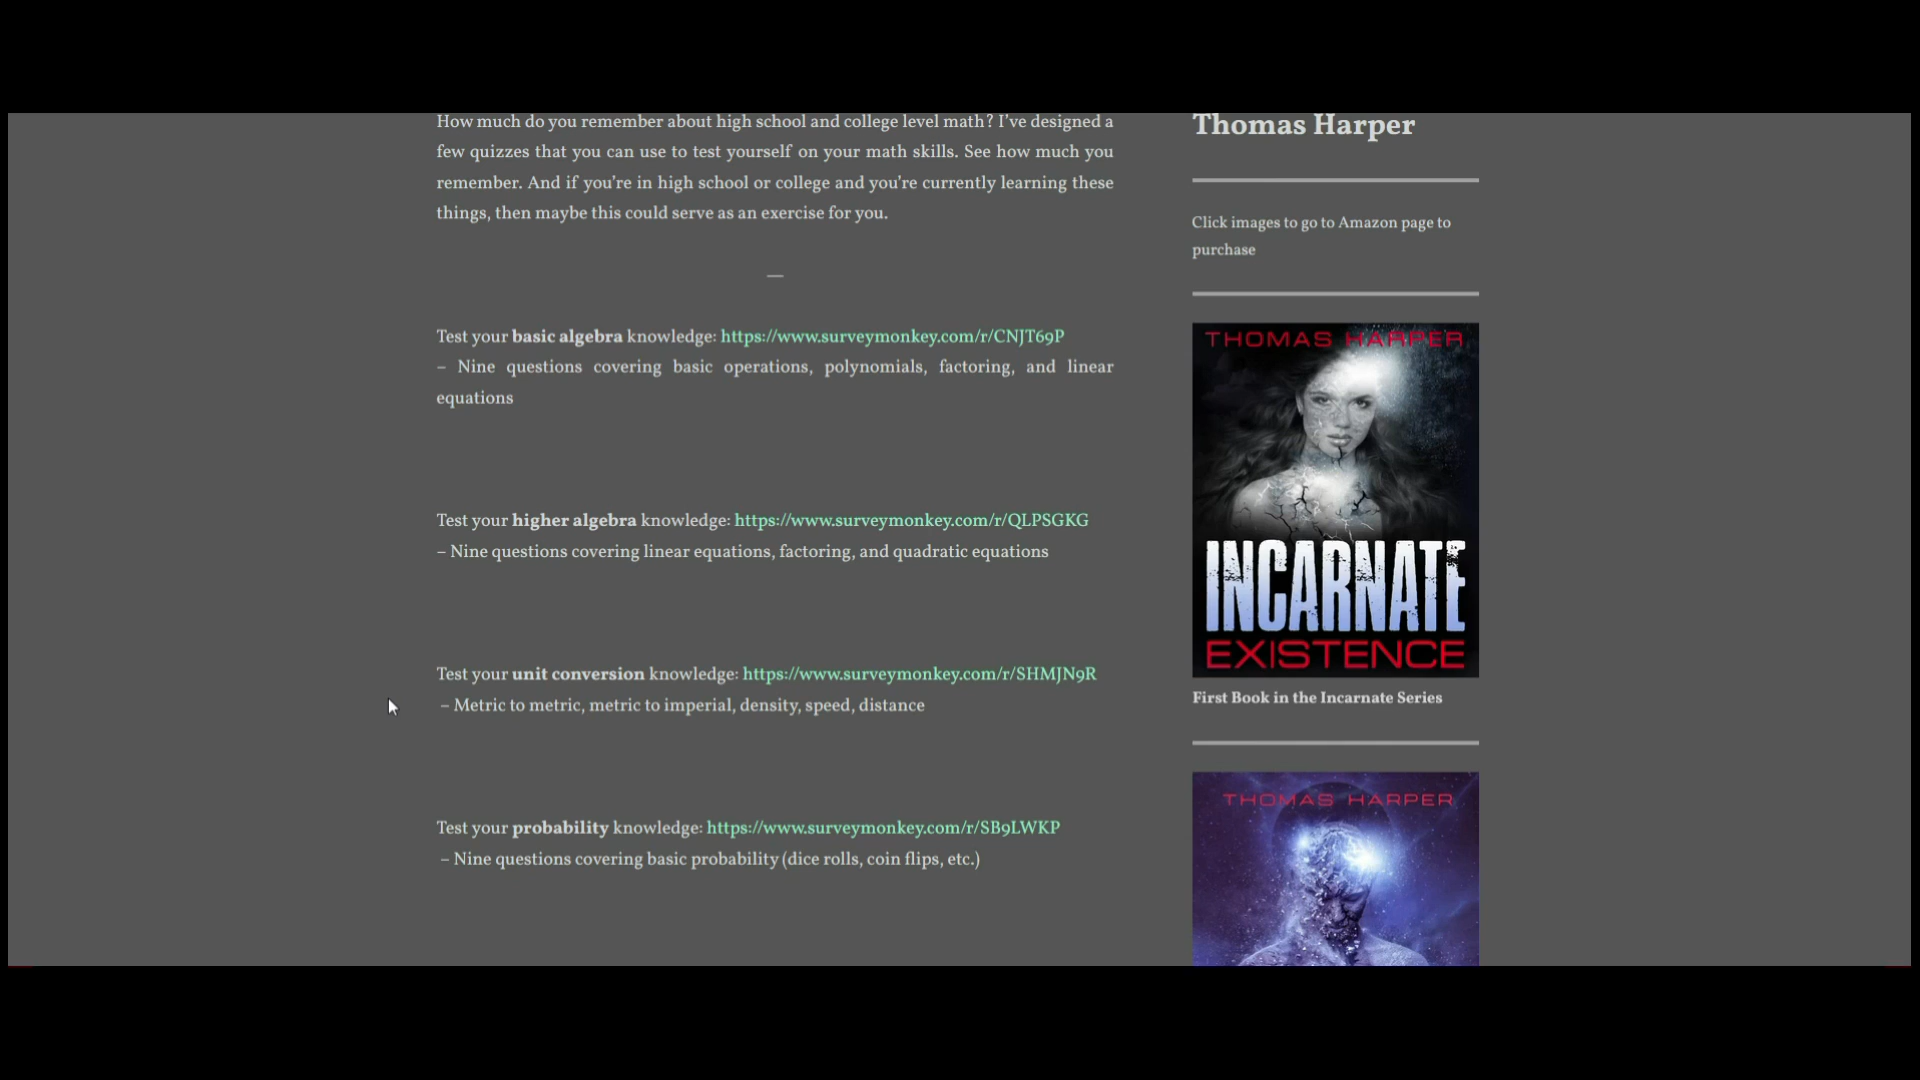 How much do you remember about high school and college level math? I've designed a
few quizzes that you can use to test yourself on your math skills. See how much you
remember. And if you're in high school or college and you're currently learning these
things, then maybe this could serve as an exercise for you.
—
Test your basic algebra knowledge: https://www.surveymonkey.com/r/CNJT69P
– Nine questions covering basic operations, polynomials, factoring, and linear
equations
Test your higher algebra knowledge: https://www.surveymonkey.com/r/QLPSGKG
– Nine questions covering linear equations, factoring, and quadratic equations
Test your unit conversion knowledge: https://www.surveymonkey.com/r/SHMJN9R
– Metric to metric, metric to imperial, density, speed, distance
Test your probability knowledge: https://www.surveymonkey.com/r/SB9LWKP
– Nine questions covering basic probability (dice rolls, coin flips, etc.)
Thomas Harper
Click images to go to Amazon page to
purchase
THOMAS HARPER
INCARNATE
EXISTENCE
First Book in the Incarnate Series
THOMAS HARPER